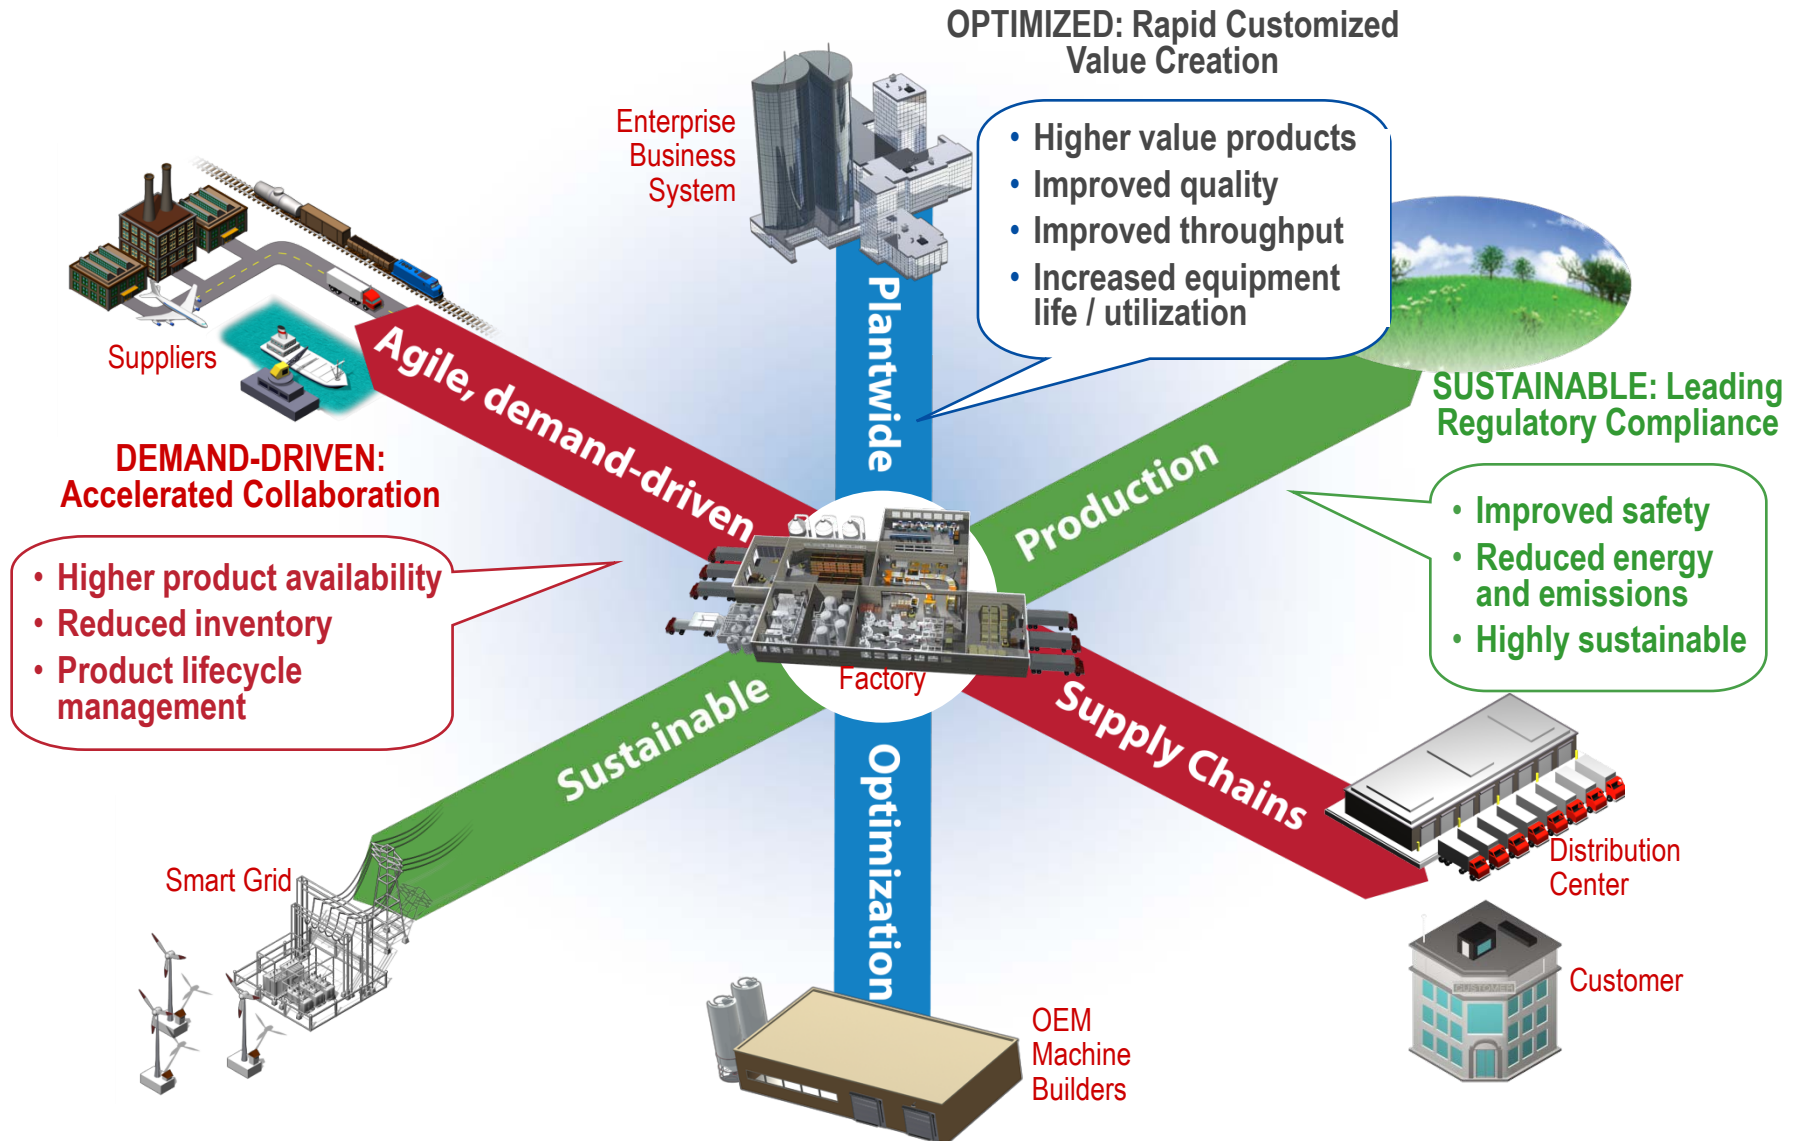 OPTIMIZED: Rapid Customized
Value Creation
Enterprise
Business
System
• Higher value products
• Improved quality
• Improved throughput
• Increased equipment
life / utilization
Suppliers
Plantwide
Agile, demand-driven
SUSTAINABLE: Leading
Regulatory Compliance
DEMAND-DRIVEN:
Accelerated Collaboration
Production
• Improved safety
• Reduced energy
and emissions
• Highly sustainable
• Higher product availability
• Reduced inventory
• Product lifecycle
management
Factory
Sustainable
Supply Chains
Optimization
Smart Grid
Distribution
Center
CUSTOMER
Customer
OEM
Machine
Builders